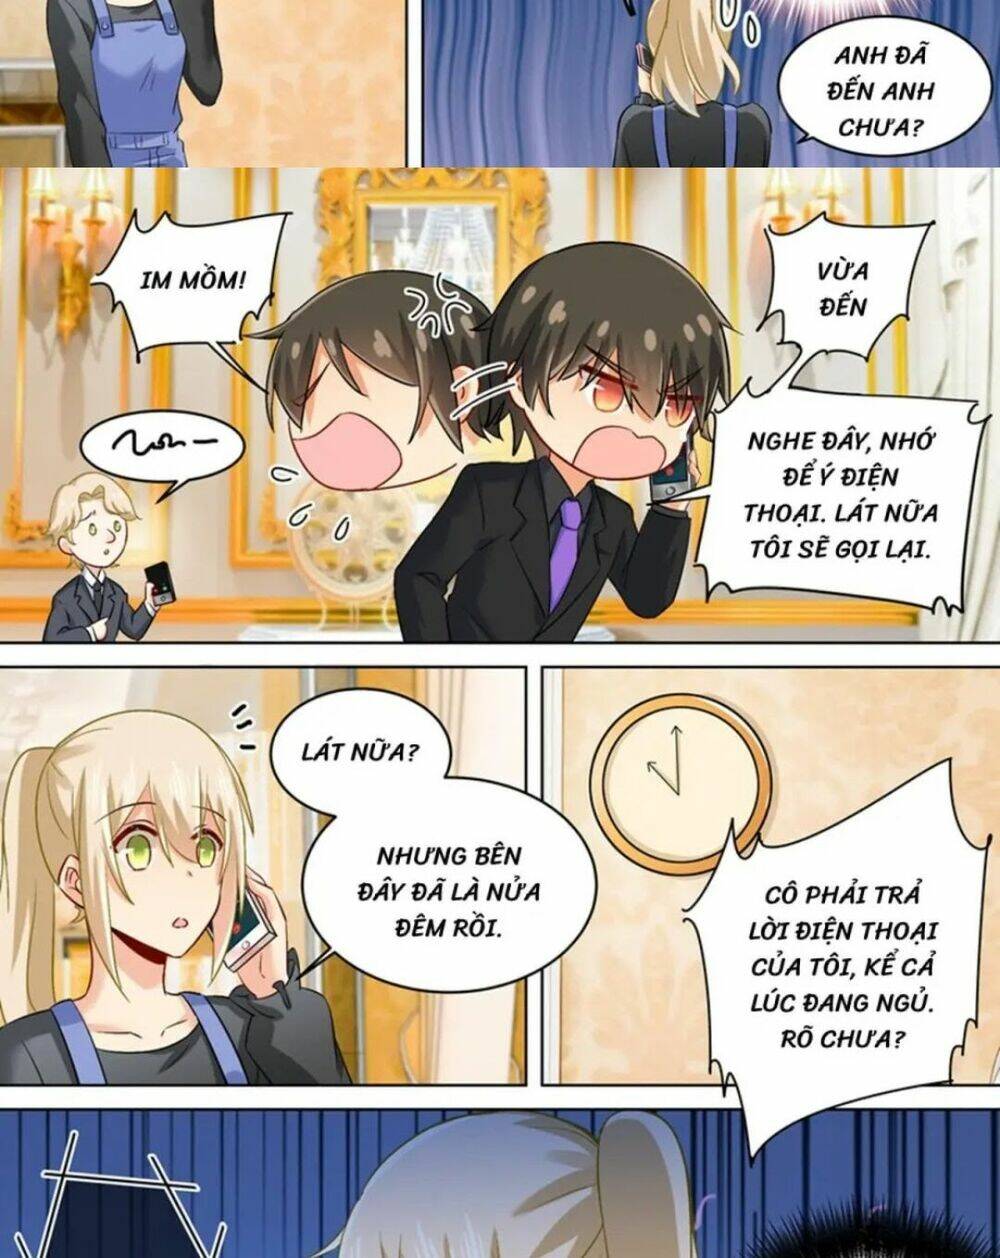 ANH ĐÃ
ĐẾN ANH
CHƯA?
IM MỒM!
VỪA
ĐẾN
NGHE ĐÂY, NHỚ
ĐỂ Ý ĐIỆN
THOẠI. LÁT NỮA
TÔI SẼ GỌI LẠI.
LÁT NỮA?
NHƯNG BÊN
ĐÂY ĐÃ LÀ NỬA
ĐÊM RỒI.
CÔ PHẢI TRẢ
LỜI ĐIỆN THOẠI
CỦA TÔI, KỂ CẢ
LÚC ĐANG NGỦ.
RÕ CHƯA?